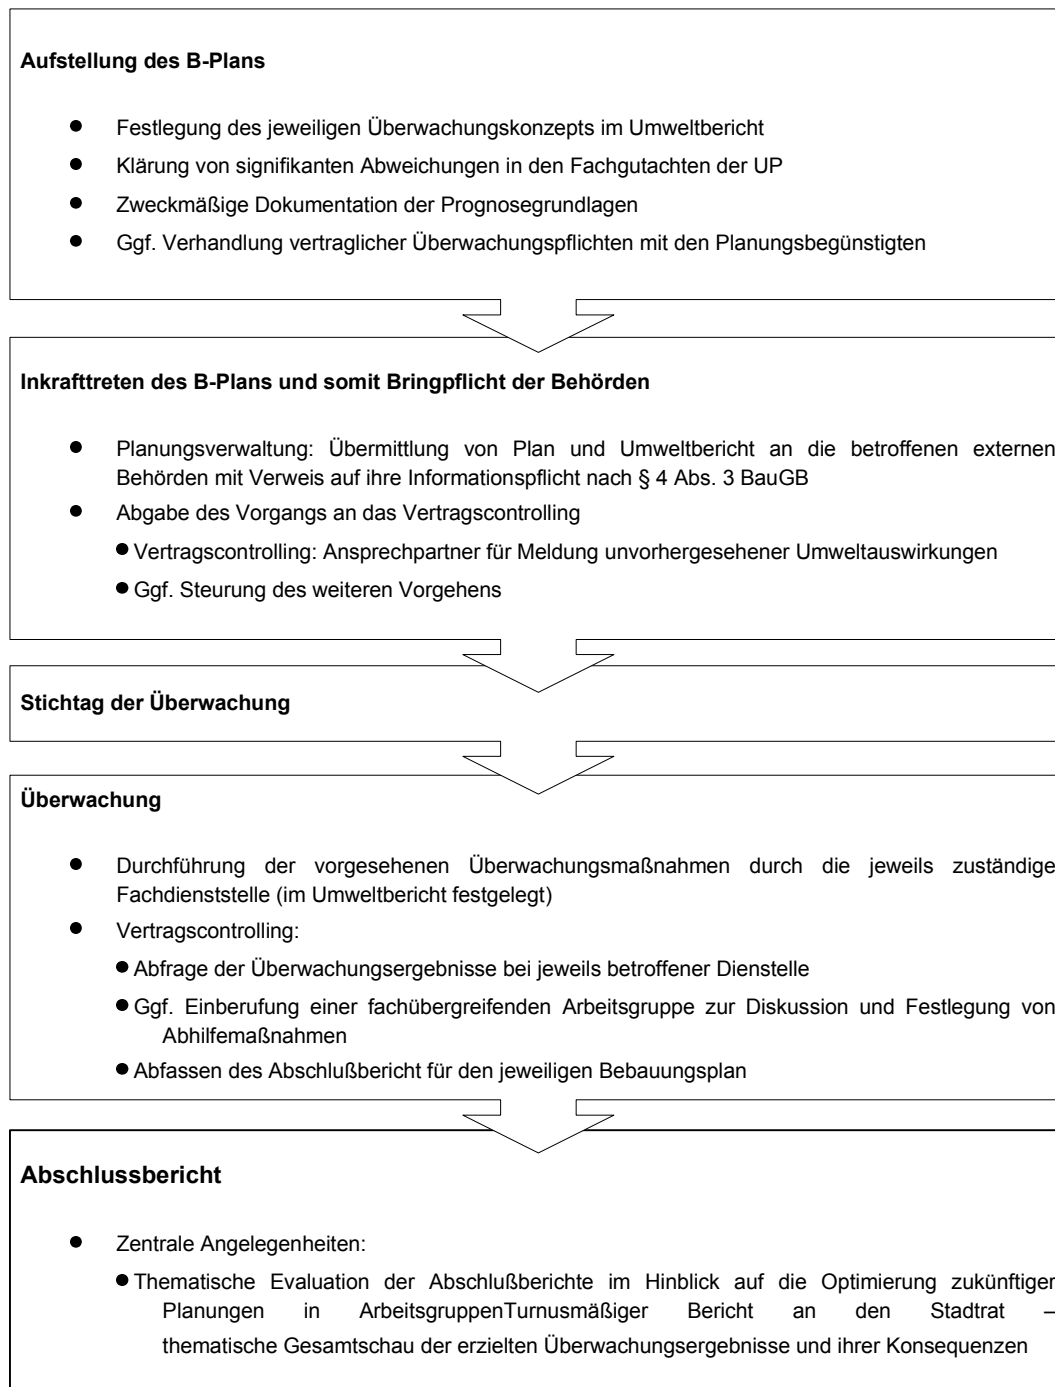 Aufstellung des B-Plans
● Festlegung des jeweiligen Überwachungskonzepts im Umweltbericht
● Klärung von signifikanten Abweichungen in den Fachgutachten der UP
● Zweckmäßige Dokumentation der Prognosegrundlagen
● Ggf. Verhandlung vertraglicher Überwachungspflichten mit den Planungsbegünstigten
Inkrafttreten des B-Plans und somit Bringpflicht der Behörden
● Planungsverwaltung: Übermittlung von Plan und Umweltbericht an die betroffenen externen
Behörden mit Verweis auf ihre Informationspflicht nach § 4 Abs. 3 BauGB
● Abgabe des Vorgangs an das Vertragscontrolling
● Vertragscontrolling: Ansprechpartner für Meldung unvorhergesehener Umweltauswirkungen
● Ggf. Steurung des weiteren Vorgehens
Stichtag der Überwachung
Überwachung
● Durchführung der vorgesehenen Überwachungsmaßnahmen durch die jeweils zuständige
Fachdienststelle (im Umweltbericht festgelegt)
● Vertragscontrolling:
● Abfrage der Überwachungsergebnisse bei jeweils betroffener Dienstelle
● Ggf. Einberufung einer fachübergreifenden Arbeitsgruppe zur Diskussion und Festlegung von
Abhilfemaßnahmen
● Abfassen des Abschlußbericht für den jeweiligen Bebauungsplan
Abschlussbericht
● Zentrale Angelegenheiten:
● Thematische Evaluation der Abschlußberichte im Hinblick auf die Optimierung zukünftiger
Planungen in ArbeitsgruppenTurnusmäßiger Bericht an den Stadtrat –
thematische Gesamtschau der erzielten Überwachungsergebnisse und ihrer Konsequenzen